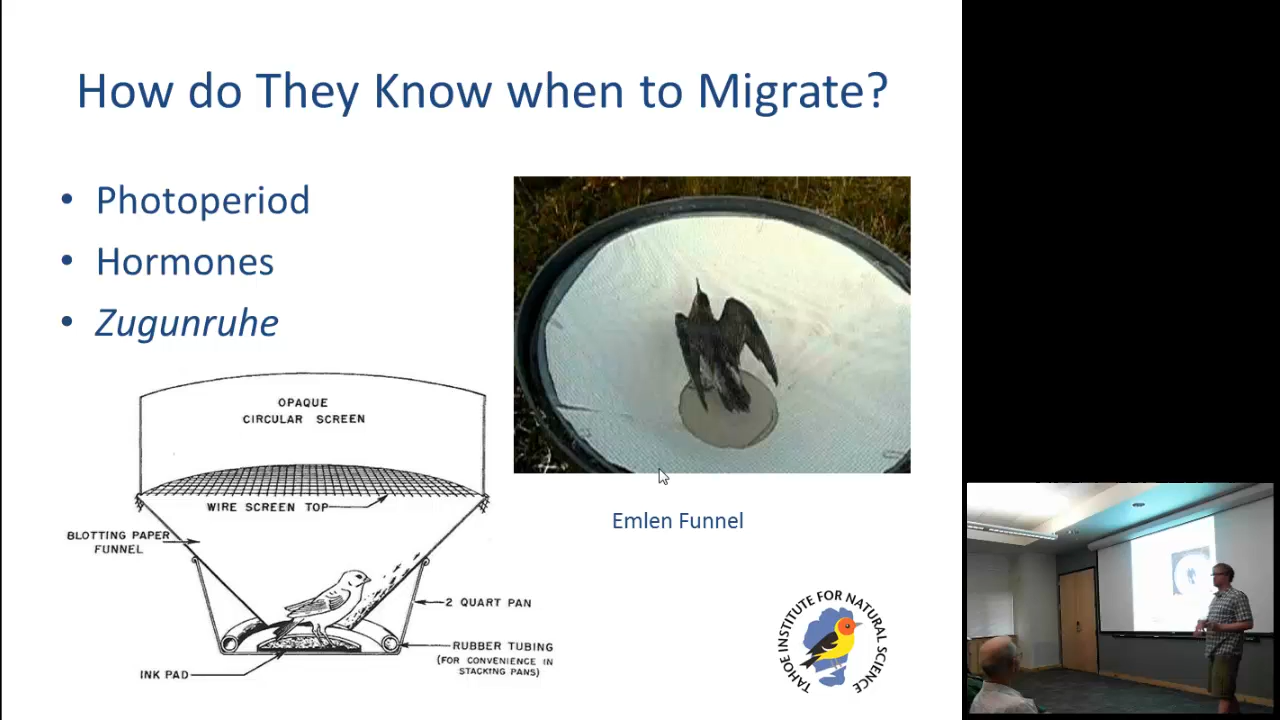 How do They Know when to Migrate?
• Photoperiod
• Hormones
• Zugunruhe
OPAQUE
CIRCULAR SCREEN
WIRE SCREEN TOP
BLOTTING PAPER
FUNNEL
2 QUART PAN
RUBBER TUBING
(FOR CONVENIENCE IN
STACKING PANS)
INK PAD
Emlen Funnel
TAHOE INSTITUTE FOR NATURAL SCIENCE